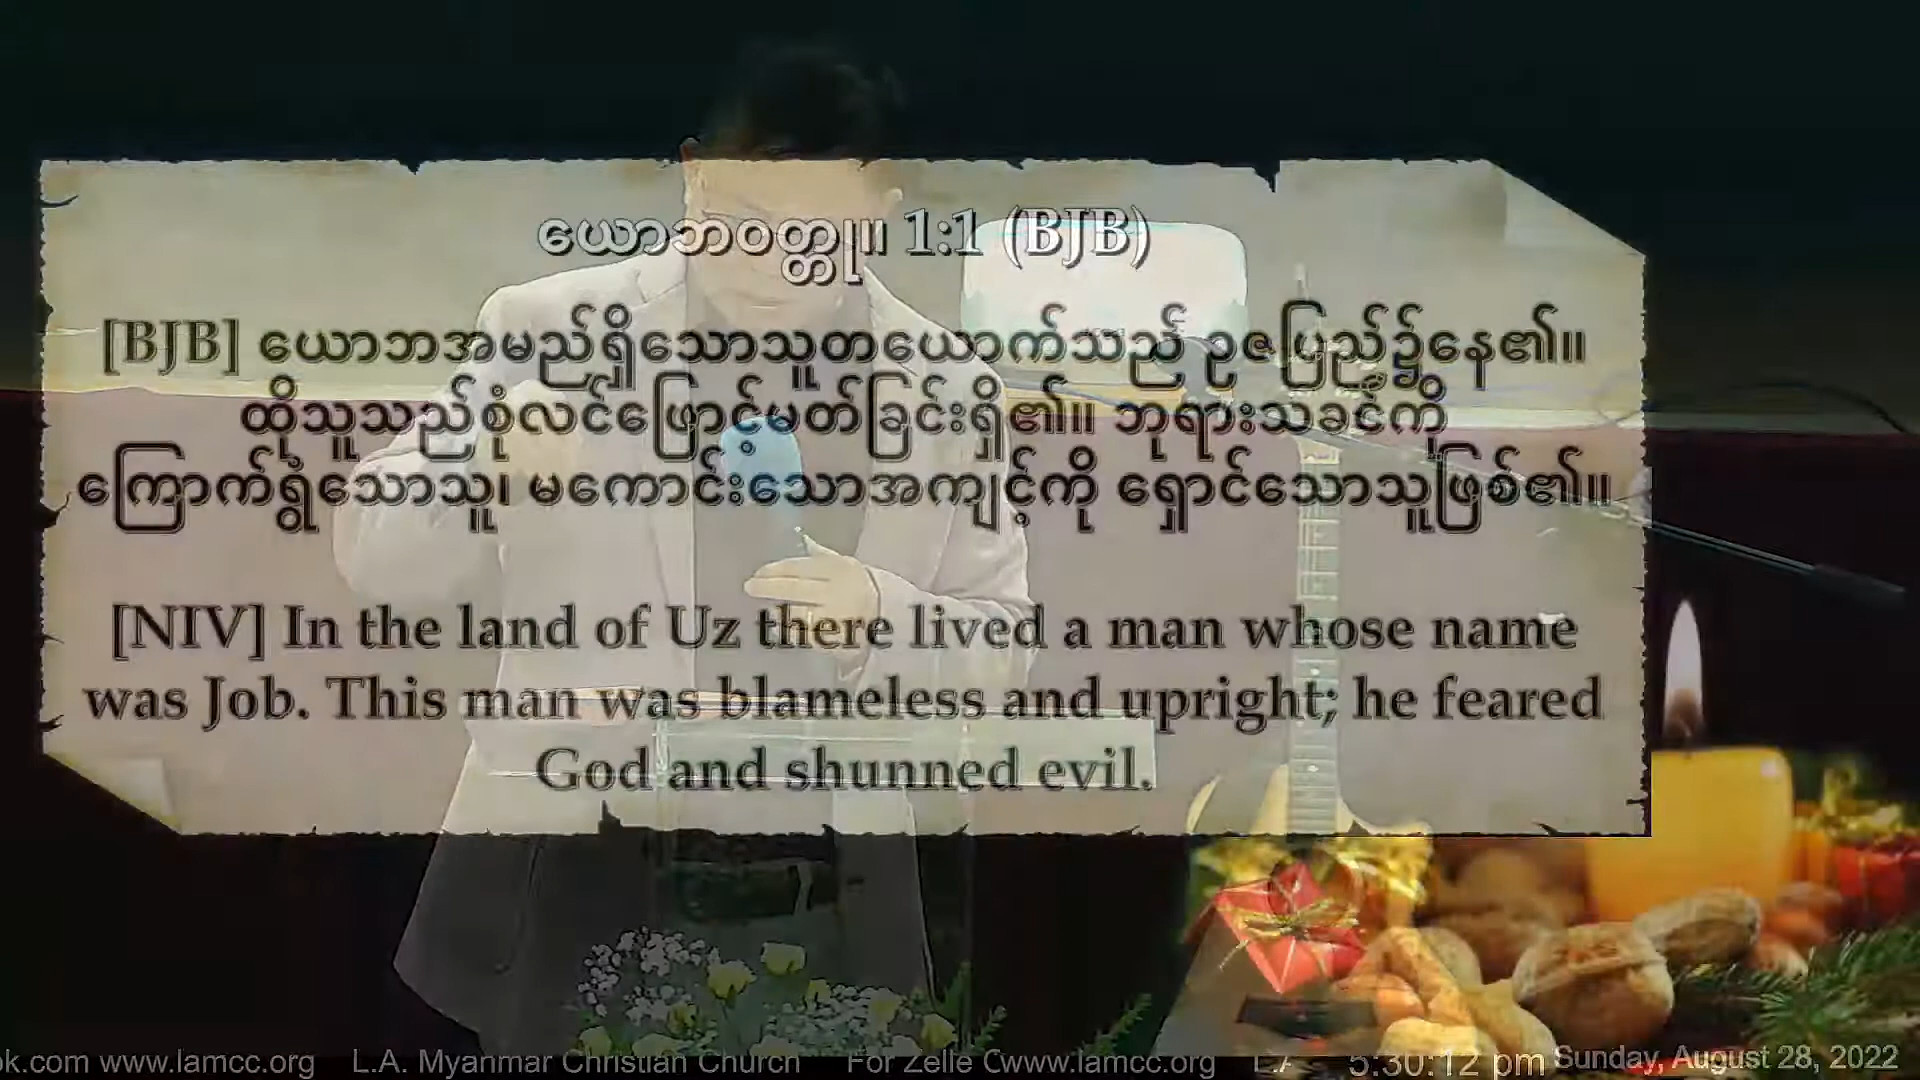 ယောဘဝတ္ထု။ 1:1 (BJB)
[BJB] ယောဘအမည်ရှိသောသူတယောက်သည် ဥဇပြည်၌နေ၏။
ထိုသူသည်စုံလင်ဖြောင့်မတ်ခြင်းရှိ၏။ ဘုရားသခင်ကို
ကြောက်ရွံသောသူ၊ မကောင်းသောအကျင့်ကို ရှောင်သောသူဖြစ်၏။
[NIV] In the land of Uz there lived a man whose name
was Job. This man was blameless and upright; he feared
God and shunned evil.
ok.com www.lamcc.org L.A. Myanmar Christian Church For Zelle Cwww.lamcc.org L.A 5:30:12 pm Sunday, August 28, 2022